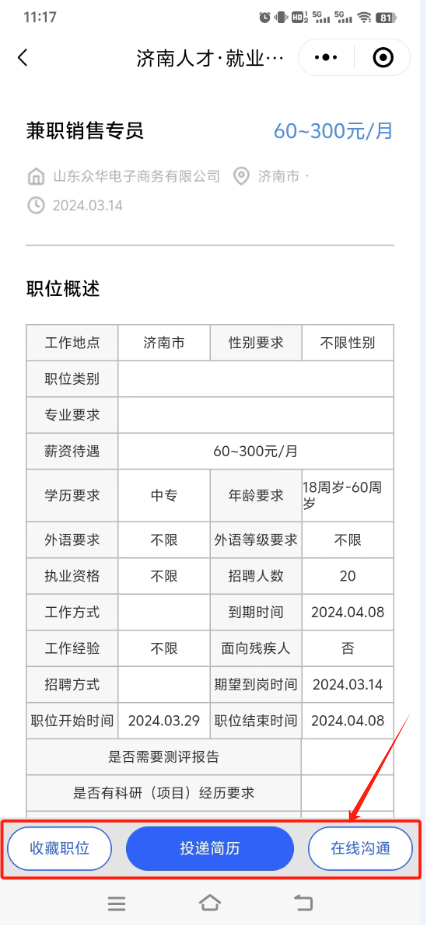 11:17
HD 5G 5G 81
济南人才·就业…
兼职销售专员 60~300元/月
山东众华电子商务有限公司 济南市 ·
2024.03.14
职位概述
工作地点 济南市 性别要求 不限性别
职位类别
专业要求
薪资待遇 60~300元/月
学历要求 中专 年龄要求 18周岁-60周岁
外语要求 不限 外语等级要求 不限
执业资格 不限 招聘人数 20
工作方式 到期时间 2024.04.08
工作经验 不限 面向残疾人 否
招聘方式 期望到岗时间 2024.03.14
职位开始时间 2024.03.29 职位结束时间 2024.04.08
是否需要测评报告
是否有科研（项目）经历要求
收藏职位 投递简历 在线沟通